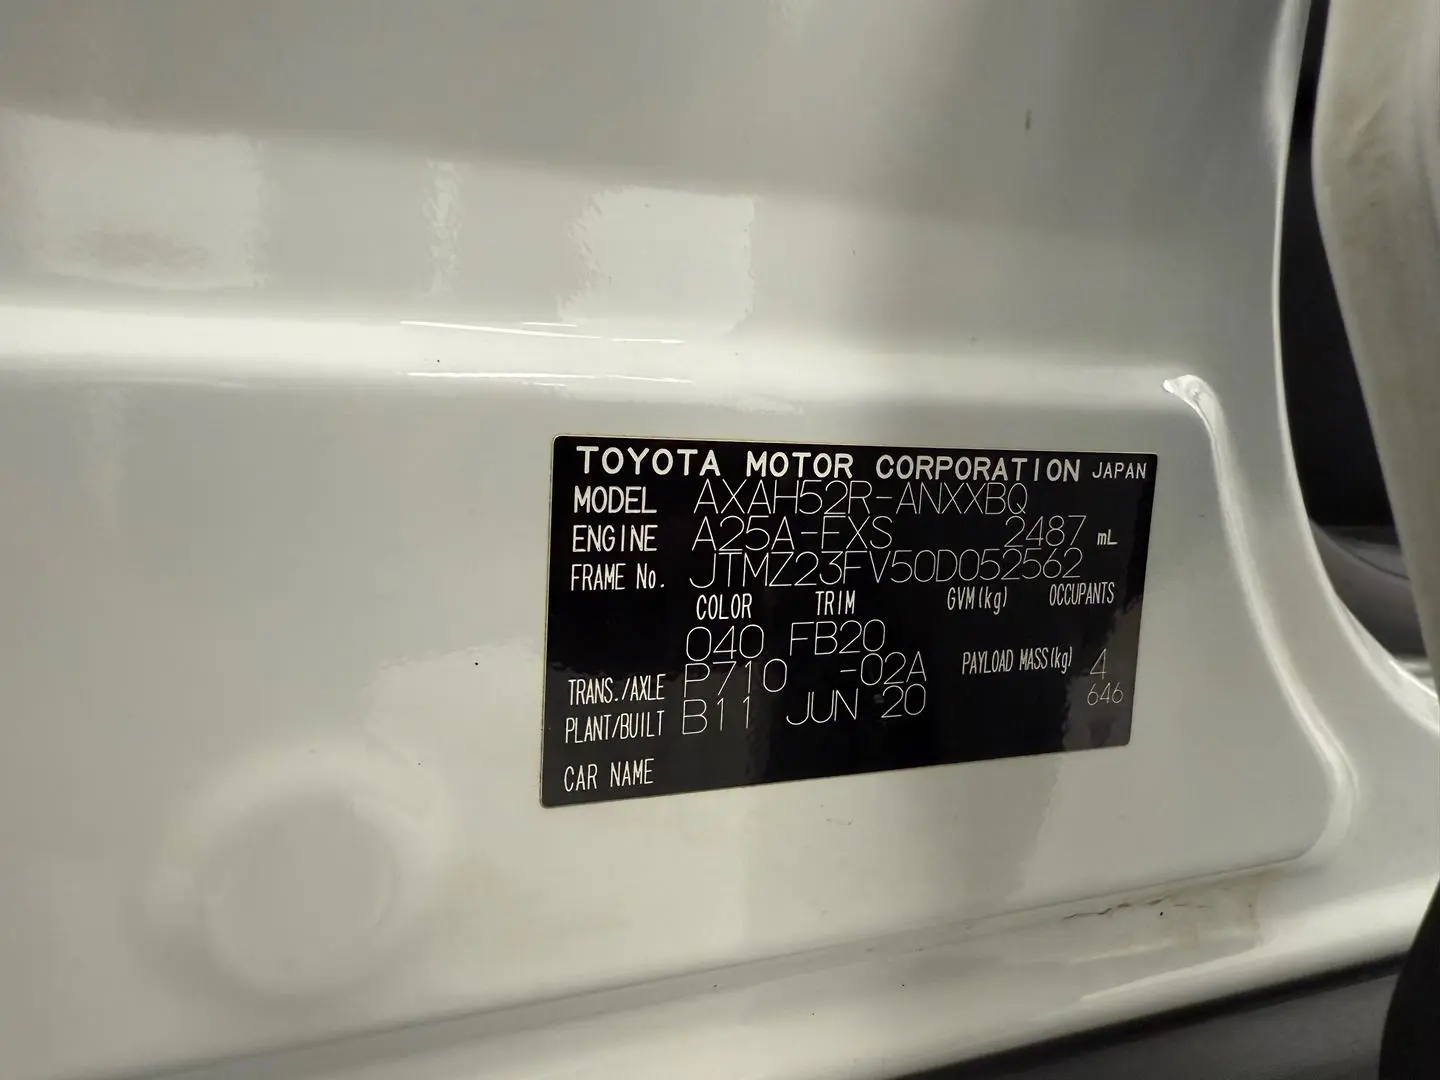 TOYOTA MOTOR CORPORATION JAPAN
MODEL AXAH52R-ANXXBQ
ENGINE A25A-FXS 2487 mL
FRAME No. JTMZ23FV50D052562
COLOR TRIM GVM(kg) OCCUPANTS
040 FB20
TRANS./AXLE P710 -02A PAYLOAD MASS(kg) 4
PLANT/BUILT B11 JUN 20 646
CAR NAME